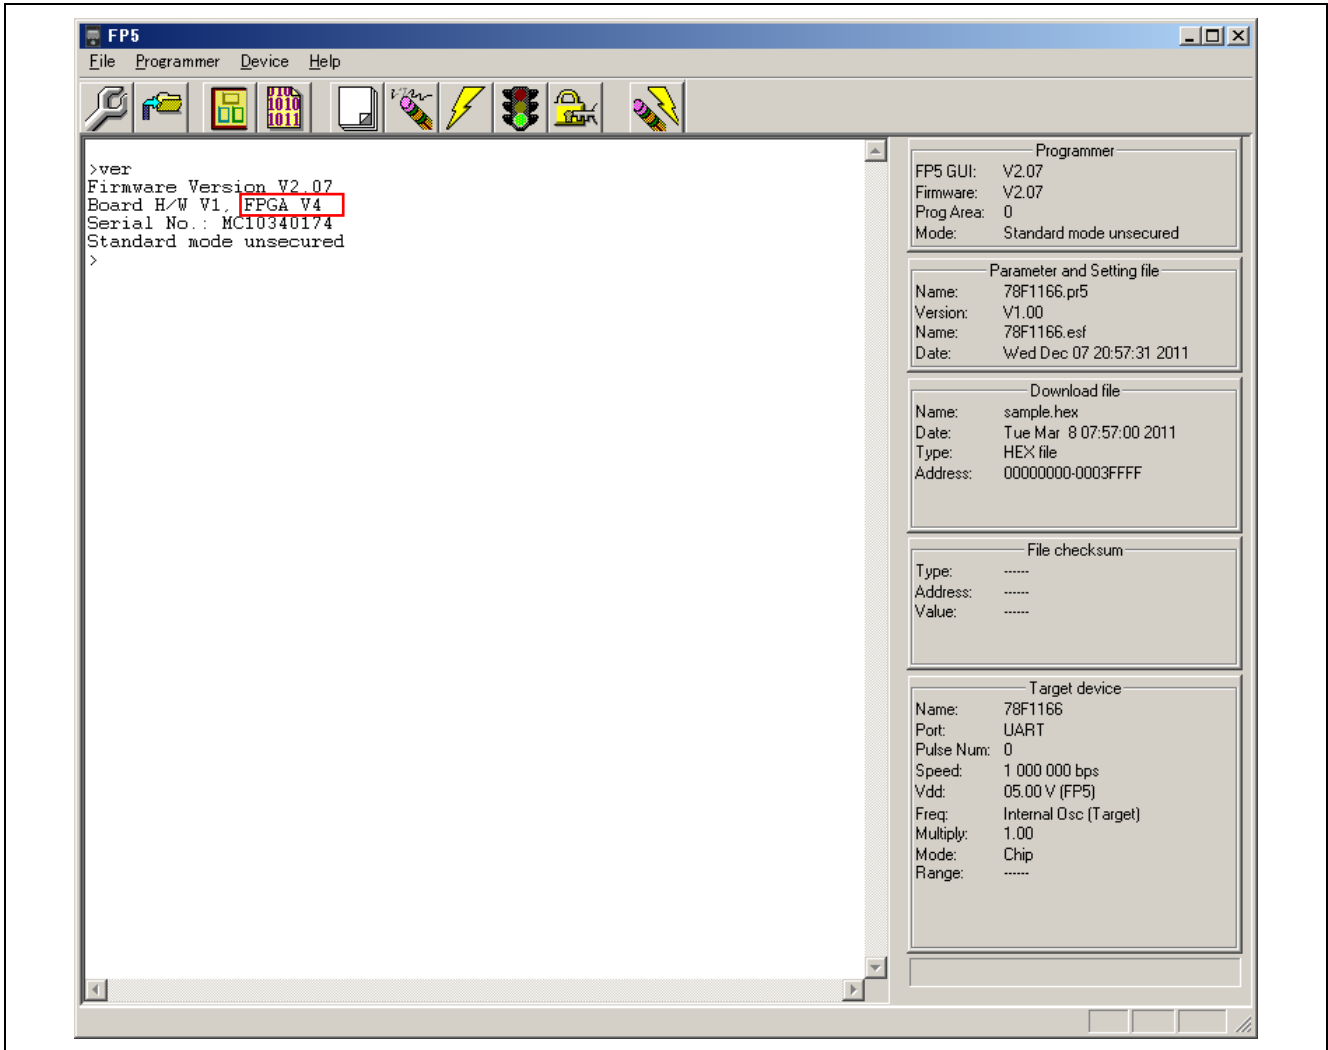 FP5
File Programmer Device Help
010
1010
1011
>ver
Firmware Version V2.07
Board H/W V1, FPGA V4
Serial No.: MC10340174
Standard mode unsecured
>
Programmer
FP5 GUI: V2.07
Firmware: V2.07
Prog Area: 0
Mode: Standard mode unsecured
Parameter and Setting file
Name: 78F1166.pr5
Version: V1.00
Name: 78F1166.esf
Date: Wed Dec 07 20:57:31 2011
Download file
Name: sample.hex
Date: Tue Mar 8 07:57:00 2011
Type: HEX file
Address: 00000000-0003FFFF
File checksum
Type: ------
Address: ------
Value: ------
Target device
Name: 78F1166
Port: UART
Pulse Num: 0
Speed: 1 000 000 bps
Vdd: 05.00 V (FP5)
Freq: Internal Osc (Target)
Multiply: 1.00
Mode: Chip
Range: ------